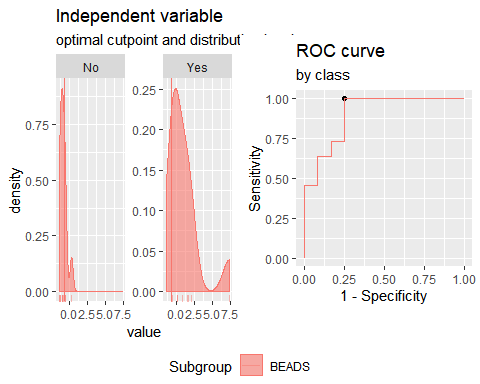 Independent variable
optimal cutpoint and distribut
No
Yes
0.75
0.50
0.25
0.00
density
0.25
0.20
0.15
0.10
0.05
0.00
0.02.55.07.5
0.02.55.07.5
value
ROC curve
by class
1.00
0.75
0.50
0.25
0.00
Sensitivity
0.00 0.25 0.50 0.75 1.00
1 - Specificity
Subgroup BEADS